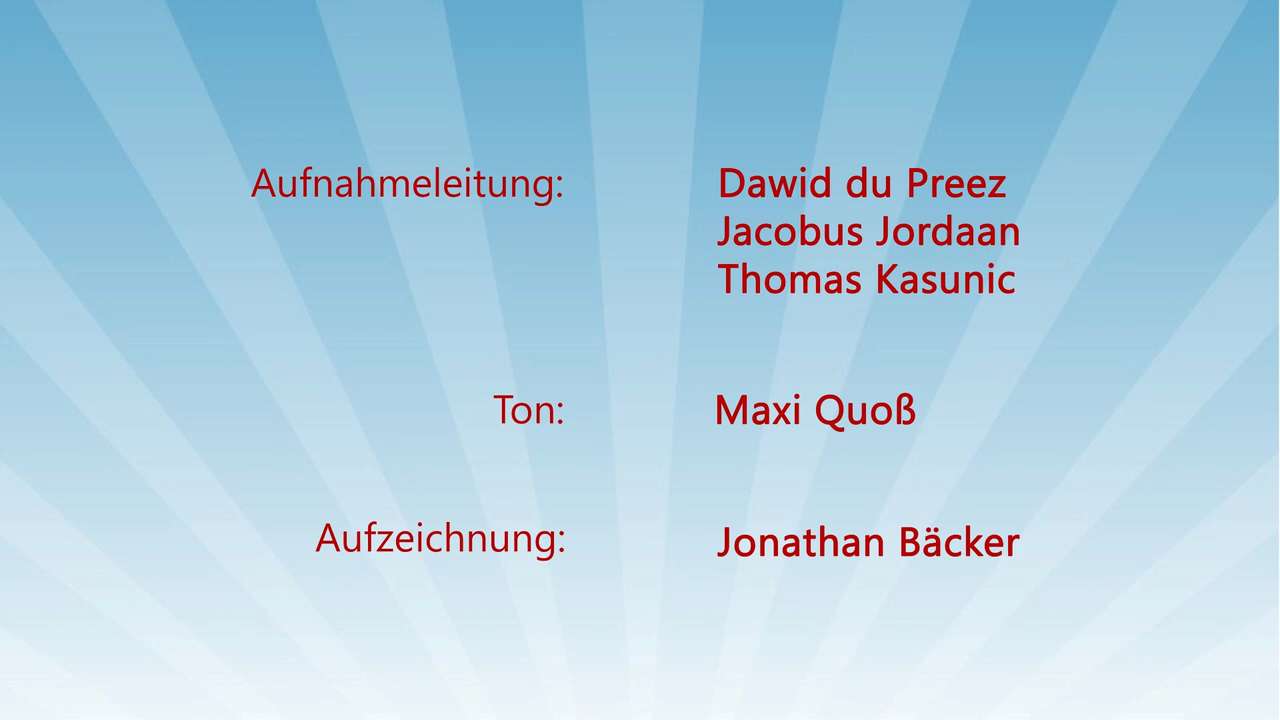 Aufnahmeleitung: Dawid du Preez
Jacobus Jordaan
Thomas Kasunic
Ton: Maxi Quoß
Aufzeichnung: Jonathan Bäcker